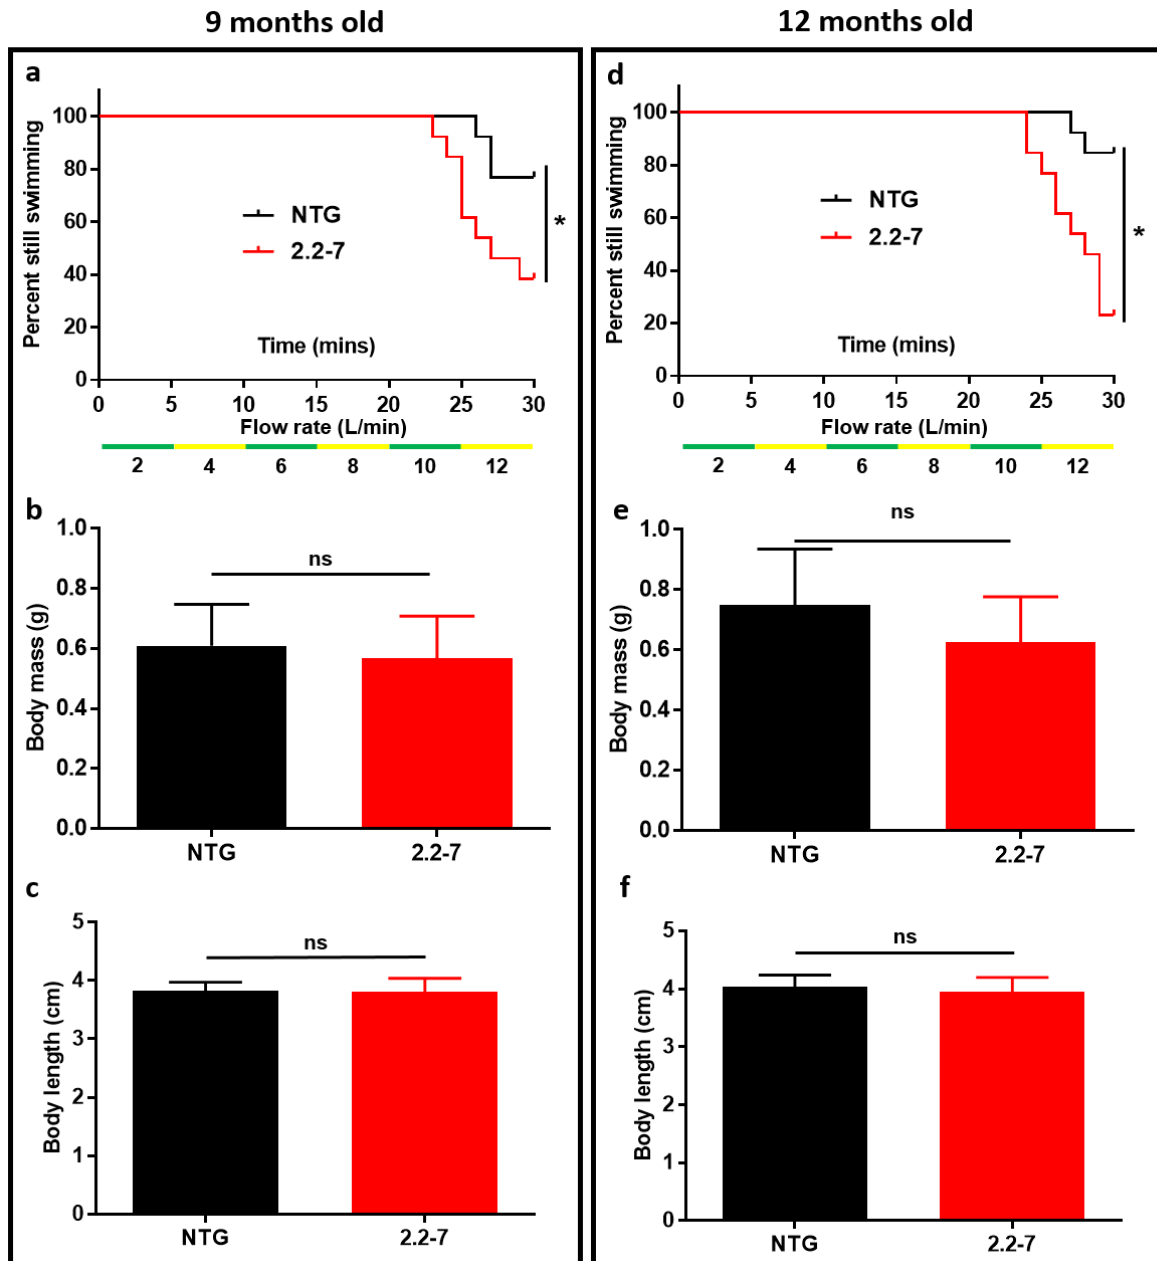 9 months old
a
Percent still swimming
100
80
60
40
20
0
NTG
2.2-7
*
Time (mins)
0 5 10 15 20 25 30
Flow rate (L/min)
2 4 6 8 10 12
b
Body mass (g)
1.0
0.8
0.6
0.4
0.2
0.0
ns
NTG 2.2-7
c
Body length (cm)
5
4
3
2
1
0
ns
NTG 2.2-7
12 months old
d
Percent still swimming
100
80
60
40
20
0
NTG
2.2-7
*
Time (mins)
0 5 10 15 20 25 30
Flow rate (L/min)
2 4 6 8 10 12
e
Body mass (g)
1.0
0.8
0.6
0.4
0.2
0.0
ns
NTG 2.2-7
f
Body length (cm)
5
4
3
2
1
0
ns
NTG 2.2-7